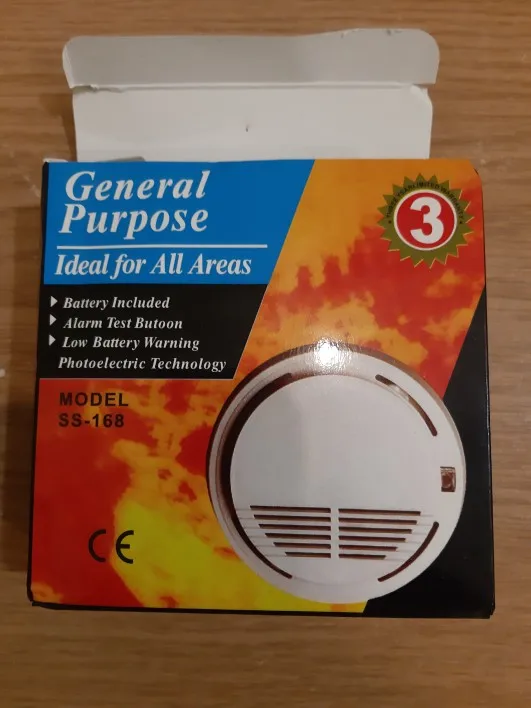 General
Purpose
Ideal for All Areas
Battery Included
Alarm Test Butoon
Low Battery Warning
Photoelectric Technology
MODEL
SS-168
CE
3